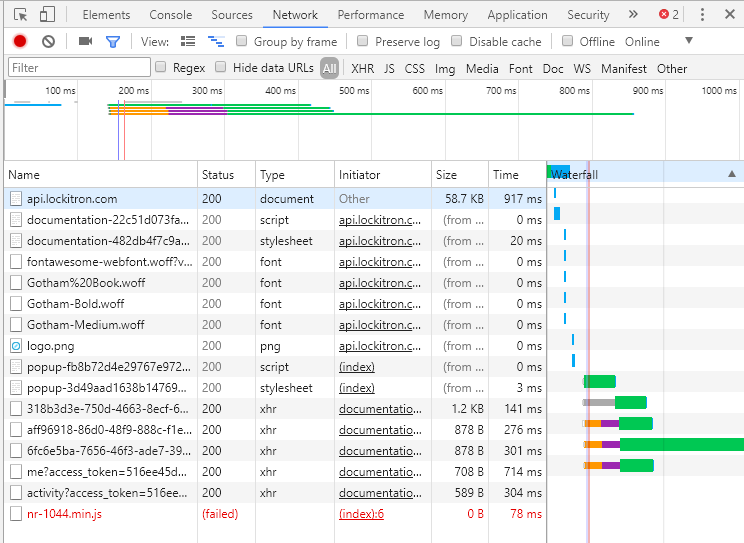 Elements Console Sources Network Performance Memory Application Security » 2
View: Group by frame Preserve log Disable cache Offline Online
Filter Regex Hide data URLs All XHR JS CSS Img Media Font Doc WS Manifest Other
100 ms 200 ms 300 ms 400 ms 500 ms 600 ms 700 ms 800 ms 900 ms 1000 ms
Name Status Type Initiator Size Time Waterfall
api.lockitron.com 200 document Other 58.7 KB 917 ms
documentation-22c51d073fa... 200 script api.lockitron.c... (from ... 0 ms
documentation-482db4f7c9a... 200 stylesheet api.lockitron.c... (from ... 20 ms
fontawesome-webfont.woff?v... 200 font api.lockitron.c... (from ... 0 ms
Gotham%20Book.woff 200 font api.lockitron.c... (from ... 0 ms
Gotham-Bold.woff 200 font api.lockitron.c... (from ... 0 ms
Gotham-Medium.woff 200 font api.lockitron.c... (from ... 0 ms
logo.png 200 png api.lockitron.c... (from ... 0 ms
popup-fb8b72d4e29767e972... 200 script (index) (from ... 0 ms
popup-3d49aad1638b14769... 200 stylesheet (index) (from ... 3 ms
318b3d3e-750d-4663-8ecf-6... 200 xhr documentatio... 1.2 KB 141 ms
aff96918-86d0-48f9-888c-f1e... 200 xhr documentatio... 878 B 276 ms
6fc6e5ba-7656-46f3-ade7-39... 200 xhr documentatio... 878 B 301 ms
me?access_token=516ee45d... 200 xhr documentatio... 708 B 714 ms
activity?access_token=516ee... 200 xhr documentatio... 589 B 304 ms
nr-1044.min.js (failed) (index):6 0 B 78 ms